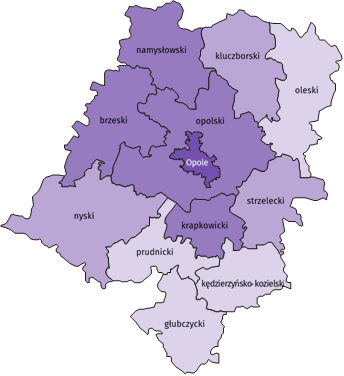 namysłowski
kluczborski
oleski
brzeski
opolski
Opole
strzelecki
nyski
krapkowicki
prudnicki
kędzierzyńsko-kozielski
głubczycki